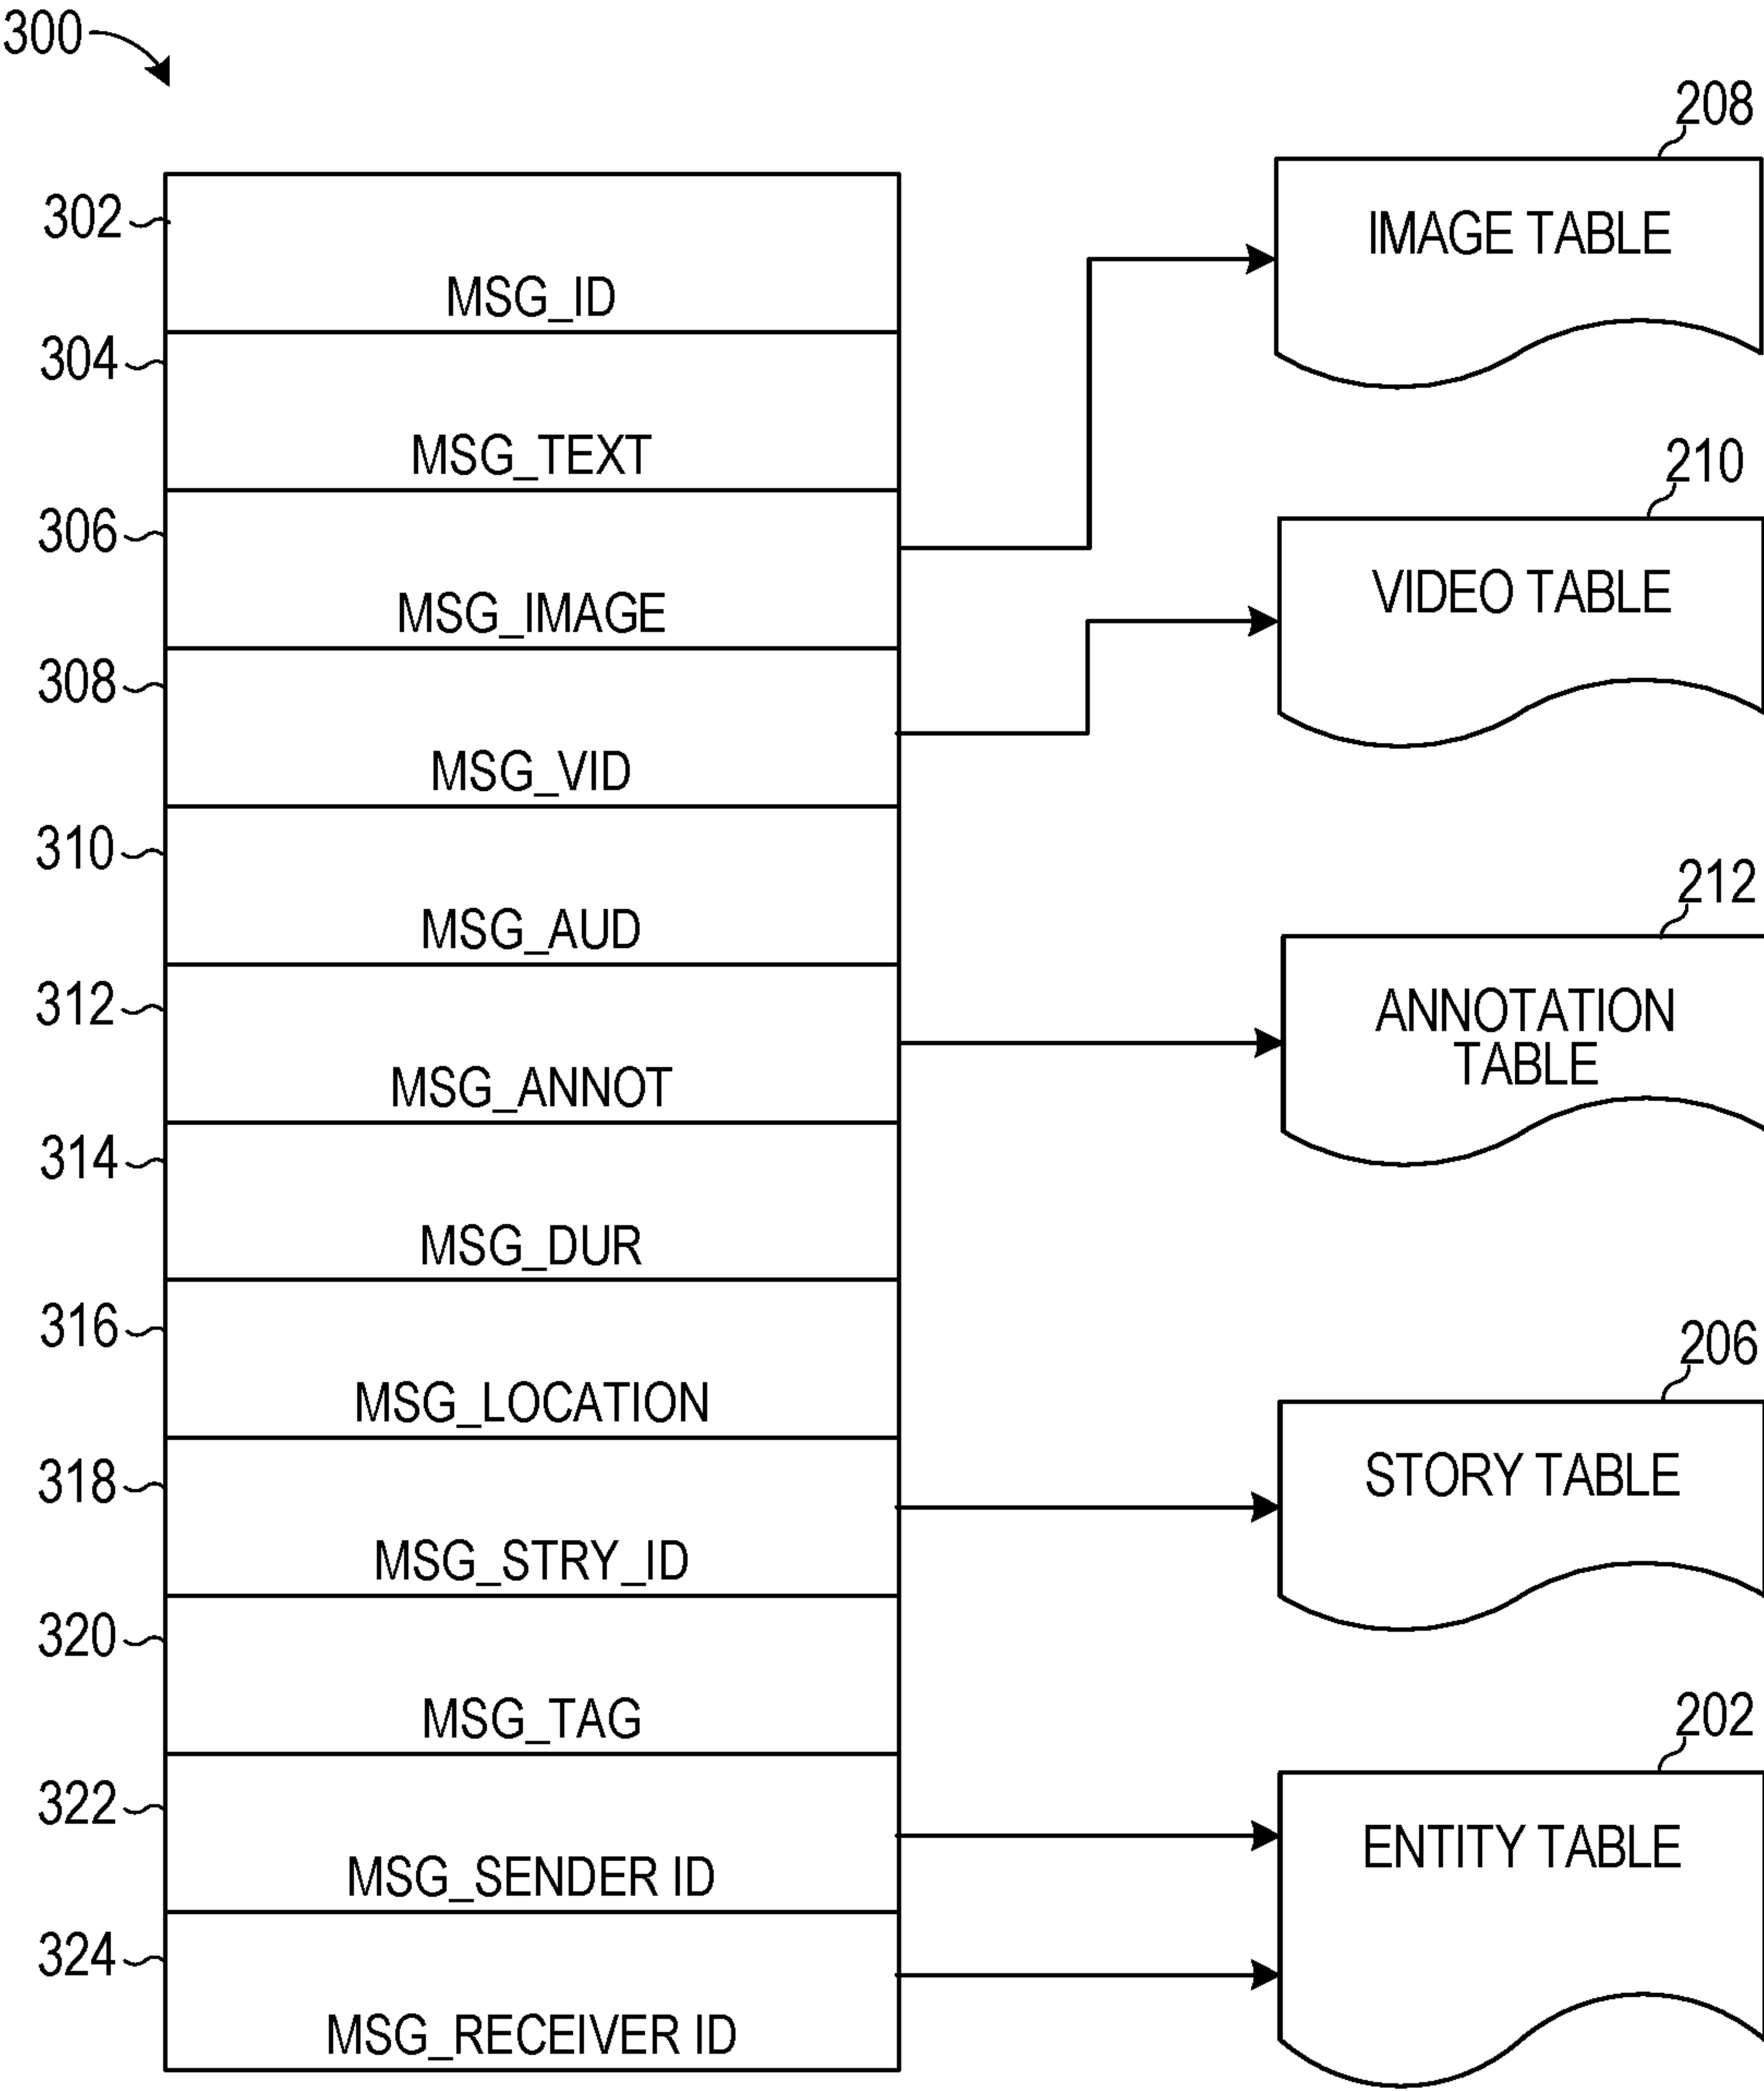 300
302
MSG_ID
304
MSG_TEXT
306
MSG_IMAGE
308
MSG_VID
310
MSG_AUD
312
MSG_ANNOT
314
MSG_DUR
316
MSG_LOCATION
318
MSG_STRY_ID
320
MSG_TAG
322
MSG_SENDER ID
324
MSG_RECEIVER ID
208
IMAGE TABLE
210
VIDEO TABLE
212
ANNOTATION
TABLE
206
STORY TABLE
202
ENTITY TABLE